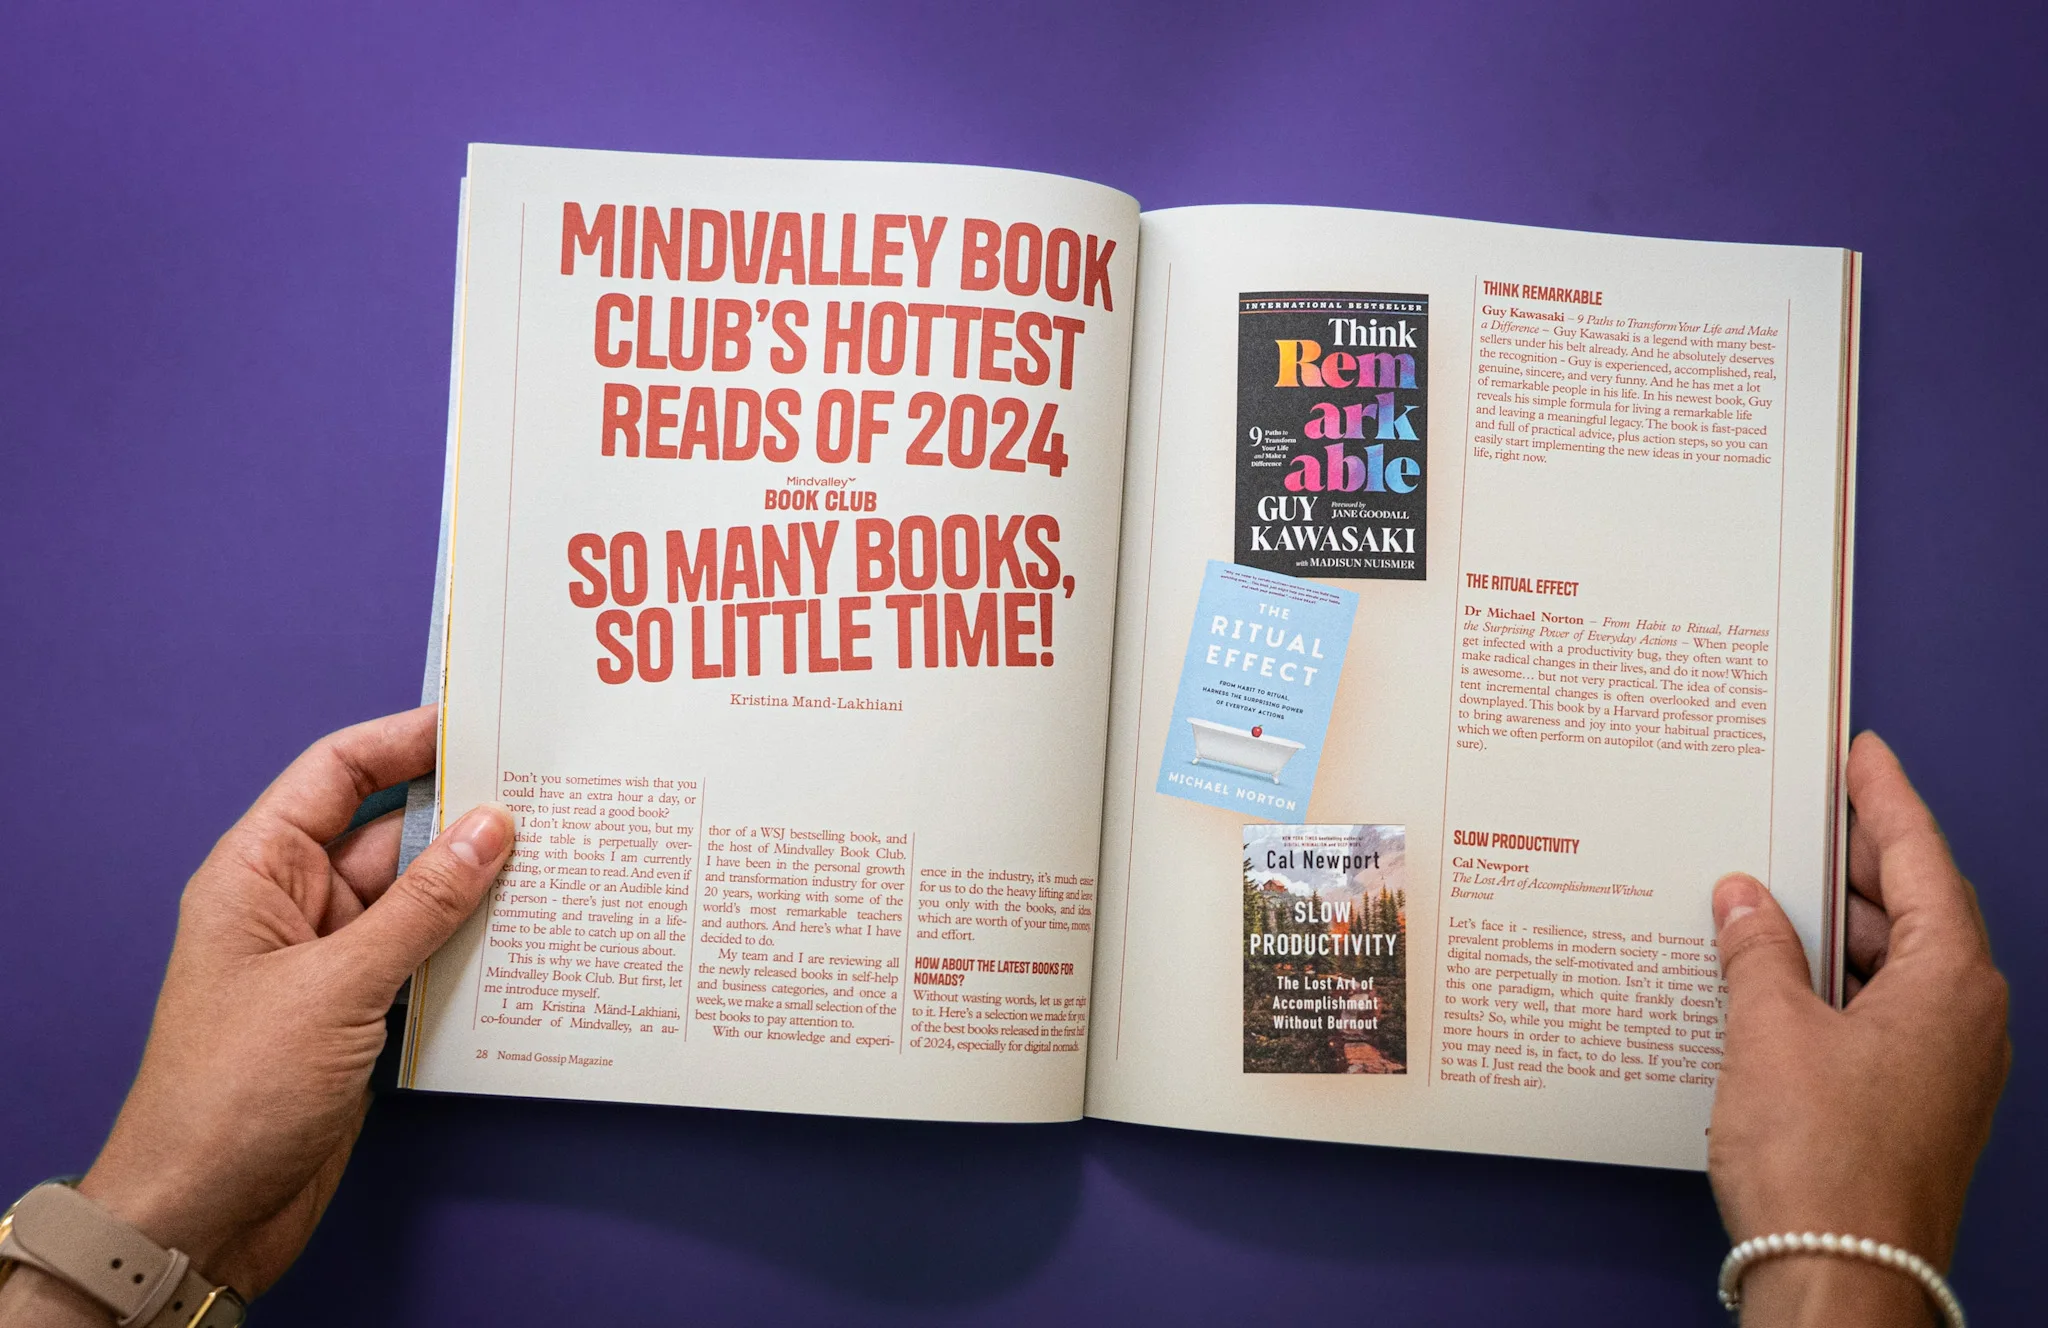 MINDVALLEY BOOK
CLUB'S HOTTEST
READS OF 2024
Mindvalley
BOOK CLUB
SO MANY BOOKS,
SO LITTLE TIME!
Kristina Mand-Lakhiani
Don't you sometimes wish that you
could have an extra hour a day, or
more, to just read a good book?
I don't know about you, but my
dside table is perpetually over-
wing with books I am currently
eading, or mean to read. And even if
you are a Kindle or an Audible kind
of person - there's just not enough
commuting and traveling in a life-
time to be able to catch up on all the
books you might be curious about.
This is why we have created the
Mindvalley Book Club. But first, let
me introduce myself.
I am Kristina Mänd-Lakhiani,
co-founder of Mindvalley, an au-
thor of a WSJ bestselling book, and
the host of Mindvalley Book Club.
I have been in the personal growth
and transformation industry for over
20 years, working with some of the
world's most remarkable teachers
and authors. And here's what I have
decided to do.
My team and I are reviewing all
the newly released books in self-help
and business categories, and once a
week, we make a small selection of the
best books to pay attention to.
With our knowledge and experi-
ence in the industry, it's much easier
for us to do the heavy lifting and leave
you only with the books, and ideas,
which are worth of your time, money,
and effort.
HOW ABOUT THE LATEST BOOKS FOR
NOMADS?
Without wasting words, let us get right
to it. Here's a selection we made for you
of the best books released in the first half
of 2024, especially for digital nomads.
28 Nomad Gossip Magazine
INTERNATIONAL BESTSELLER
Think
Rem
ark
able
9 Paths to
Transform
Your Life
and Make a
Difference
GUY
Foreword by
JANE GOODALL
KAWASAKI
with MADISUN NUISMER
THE
RITUAL
EFFECT
FROM HABIT TO RITUAL,
HARNESS THE SURPRISING POWER
OF EVERYDAY ACTIONS
MICHAEL NORTON
Cal Newport
SLOW
PRODUCTIVITY
The Lost Art of
Accomplishment
Without Burnout
THINK REMARKABLE
Guy Kawasaki – 9 Paths to Transform Your Life and Make
a Difference – Guy Kawasaki is a legend with many best-
sellers under his belt already. And he absolutely deserves
the recognition - Guy is experienced, accomplished, real,
genuine, sincere, and very funny. And he has met a lot
of remarkable people in his life. In his newest book, Guy
reveals his simple formula for living a remarkable life
and leaving a meaningful legacy. The book is fast-paced
and full of practical advice, plus action steps, so you can
easily start implementing the new ideas in your nomadic
life, right now.
THE RITUAL EFFECT
Dr Michael Norton – From Habit to Ritual, Harness
the Surprising Power of Everyday Actions – When people
get infected with a productivity bug, they often want to
make radical changes in their lives, and do it now! Which
is awesome... but not very practical. The idea of consis-
tent incremental changes is often overlooked and even
downplayed. This book by a Harvard professor promises
to bring awareness and joy into your habitual practices,
which we often perform on autopilot (and with zero plea-
sure).
SLOW PRODUCTIVITY
Cal Newport
The Lost Art of Accomplishment Without
Burnout
Let's face it - resilience, stress, and burnout a
prevalent problems in modern society - more so
digital nomads, the self-motivated and ambitious
who are perpetually in motion. Isn't it time we re
this one paradigm, which quite frankly doesn't
to work very well, that more hard work brings
results? So, while you might be tempted to put in
more hours in order to achieve business success,
you may need is, in fact, to do less. If you're con
so was I. Just read the book and get some clarity
breath of fresh air).